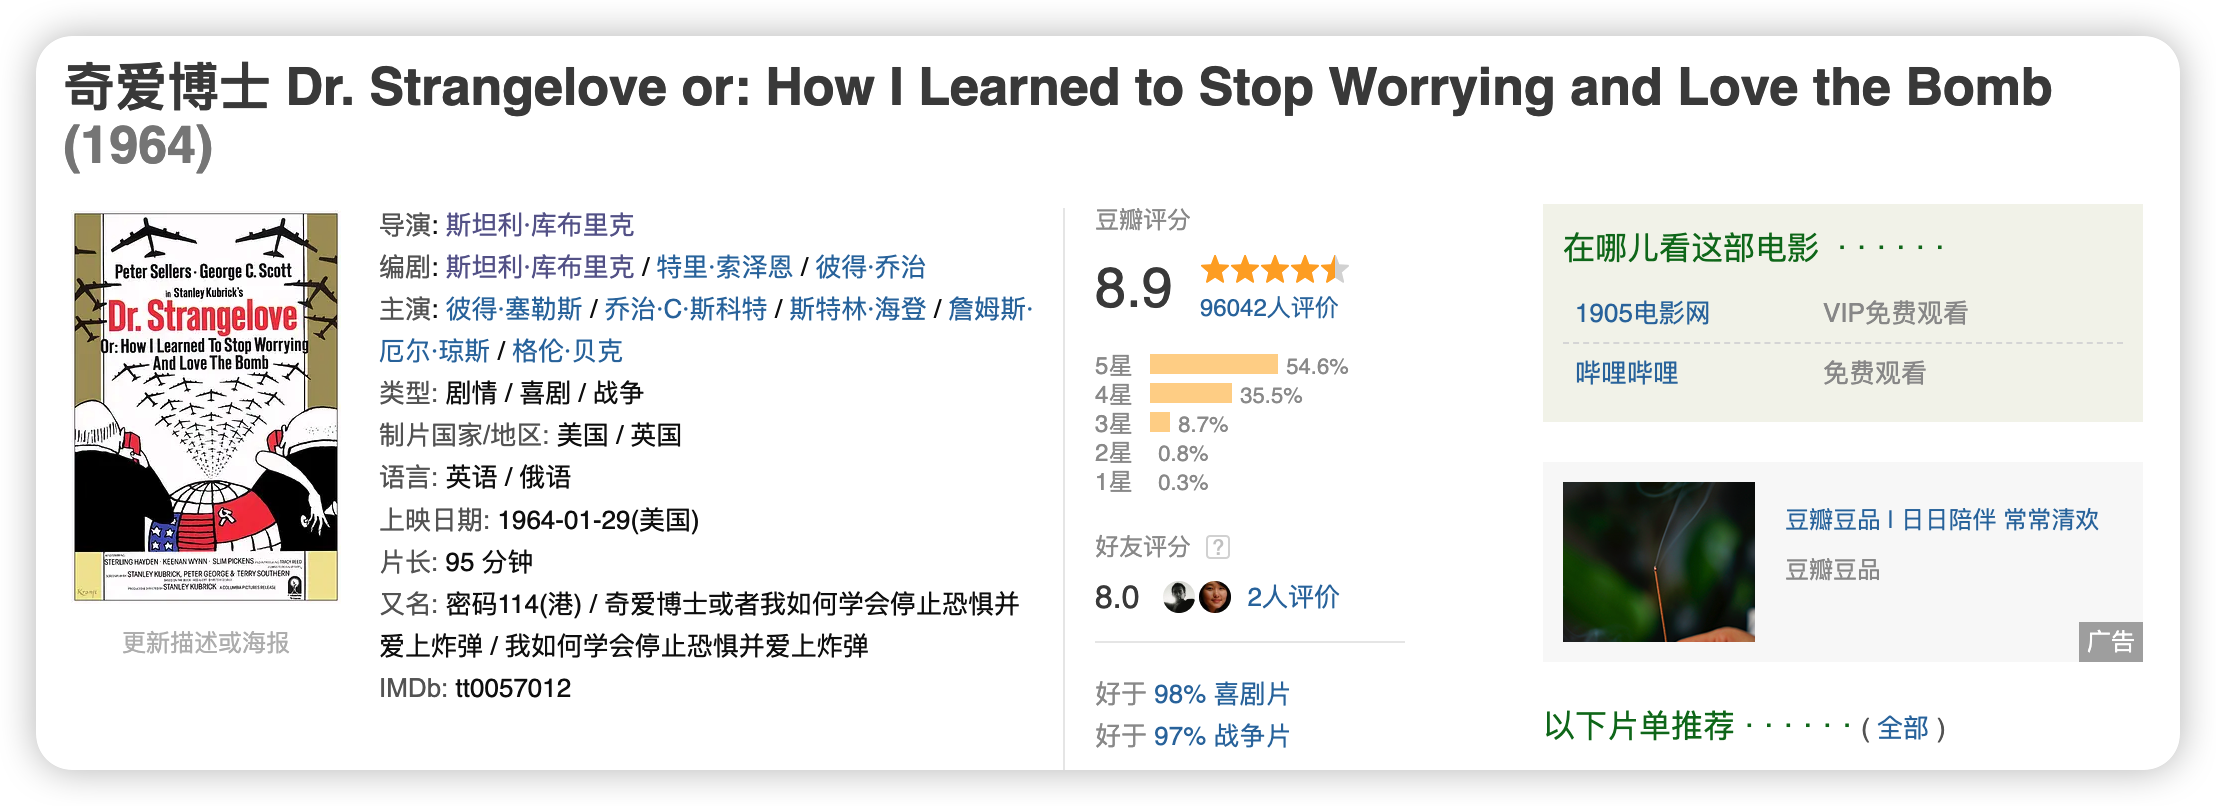 奇爱博士 Dr. Strangelove or: How I Learned to Stop Worrying and Love the Bomb
(1964)
Peter Sellers · George C. Scott
in Stanley Kubrick's
Dr. Strangelove
Or: How I Learned To Stop Worrying
And Love The Bomb
STERLING HAYDEN · KEENAN WYNN · SLIM PICKENS
STANLEY KUBRICK, PETER GEORGE & TERRY SOUTHERN
STANLEY KUBRICK
A COLUMBIA PICTURES RELEASE
更新描述或海报
导演: 斯坦利·库布里克
编剧: 斯坦利·库布里克 / 特里·索泽恩 / 彼得·乔治
主演: 彼得·塞勒斯 / 乔治·C·斯科特 / 斯特林·海登 / 詹姆斯·
厄尔·琼斯 / 格伦·贝克
类型: 剧情 / 喜剧 / 战争
制片国家/地区: 美国 / 英国
语言: 英语 / 俄语
上映日期: 1964-01-29(美国)
片长: 95 分钟
又名: 密码114(港) / 奇爱博士或者我如何学会停止恐惧并
爱上炸弹 / 我如何学会停止恐惧并爱上炸弹
IMDb: tt0057012
豆瓣评分
8.9
96042人评价
5星 54.6%
4星 35.5%
3星 8.7%
2星 0.8%
1星 0.3%
好友评分 ?
8.0 2人评价
好于 98% 喜剧片
好于 97% 战争片
在哪儿看这部电影 · · · · · ·
1905电影网 VIP免费观看
哔哩哔哩 免费观看
豆瓣豆品 | 日日陪伴 常常清欢
豆瓣豆品
广告
以下片单推荐 · · · · · · ( 全部 )